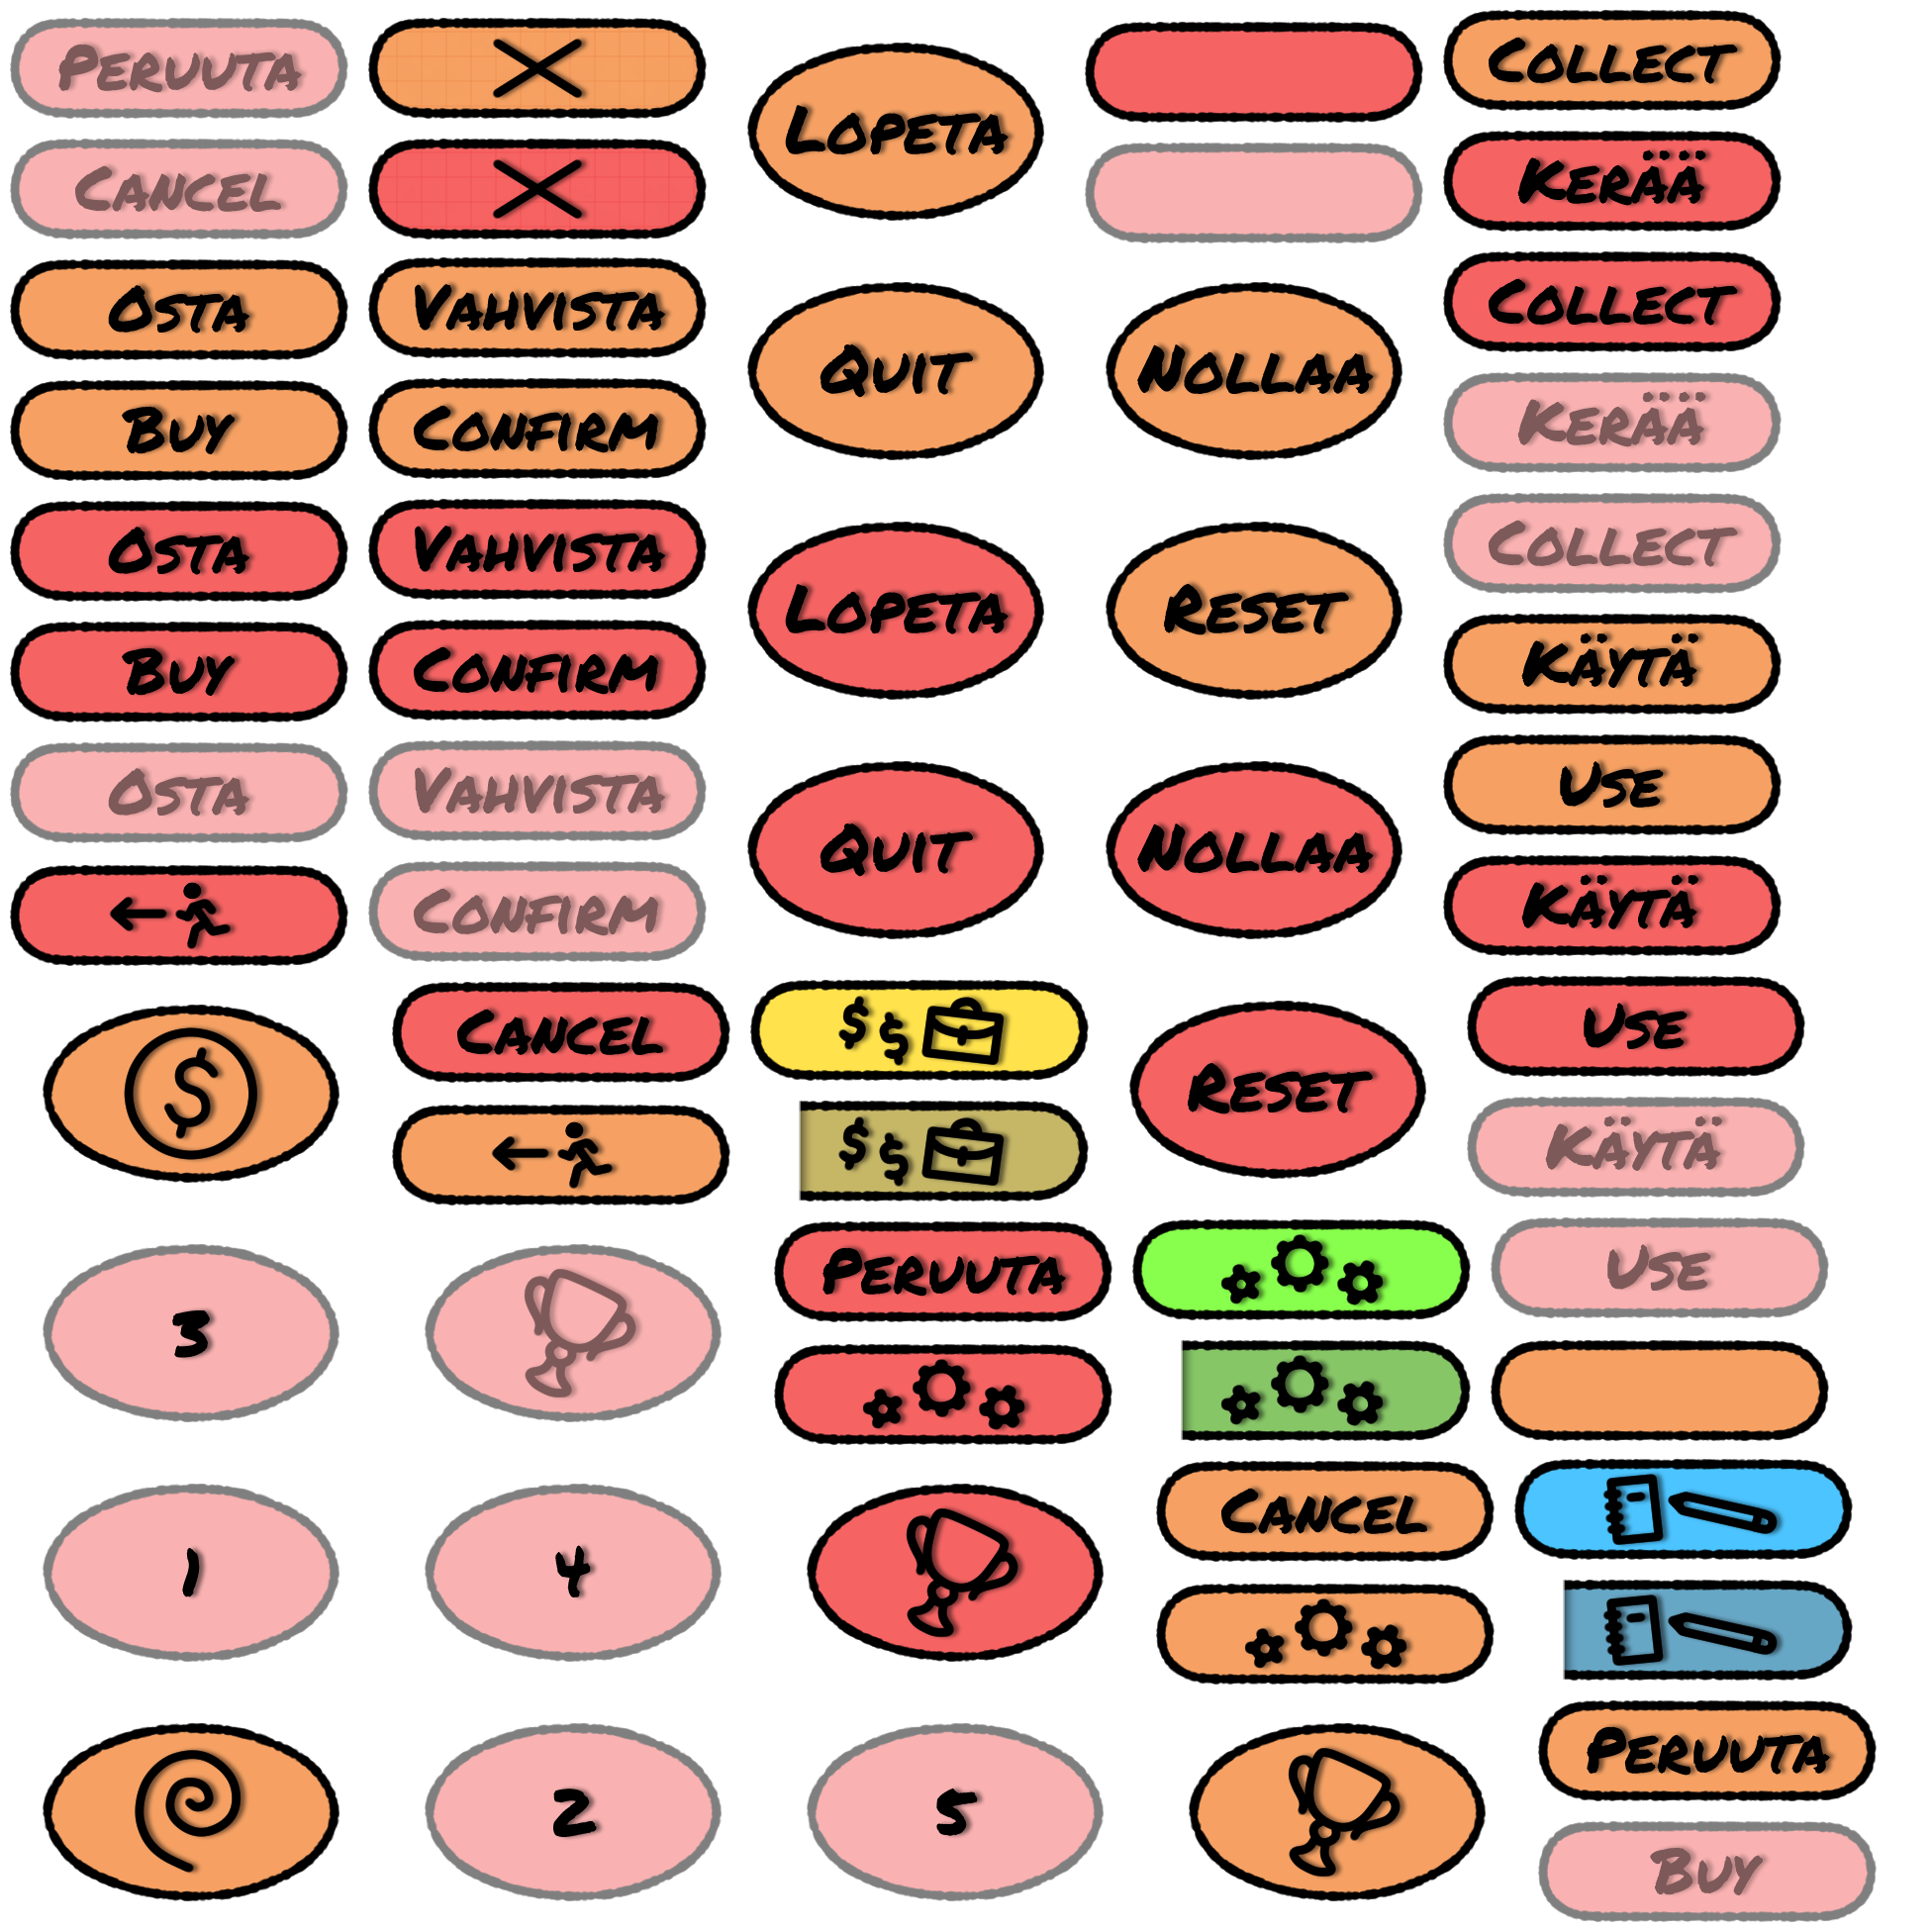 Peruuta
Collect
Lopeta
Kerää
Cancel
Osta
Vahvista
Collect
Quit
Nollaa
Buy
Confirm
Kerää
Osta
Vahvista
Collect
Lopeta
Reset
Buy
Confirm
Käytä
Osta
Vahvista
Use
Quit
Nollaa
Confirm
Käytä
$
Cancel
$ $
Reset
Use
$ $
Käytä
3
Peruuta
Use
1
4
Cancel
2
5
Peruuta
Buy